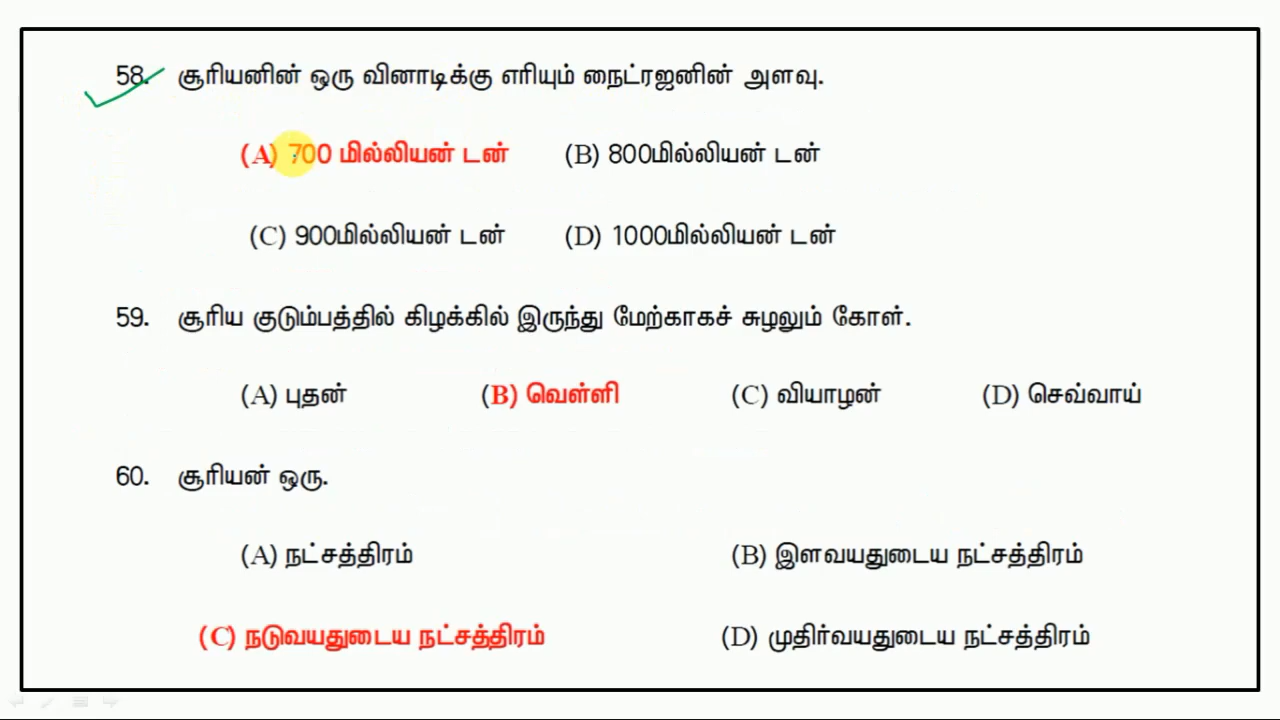 58. சூரியனின் ஒரு வினாடிக்கு எரியும் நைட்ரஜனின் அளவு.
(A) 700 மில்லியன் டன் (B) 800மில்லியன் டன்
(C) 900மில்லியன் டன் (D) 1000மில்லியன் டன்
59. சூரிய குடும்பத்தில் கிழக்கில் இருந்து மேற்காகச் சுழலும் கோள்.
(A) புதன் (B) வெள்ளி (C) வியாழன் (D) செவ்வாய்
60. சூரியன் ஒரு.
(A) நட்சத்திரம் (B) இளவயதுடைய நட்சத்திரம்
(C) நடுவயதுடைய நட்சத்திரம் (D) முதிர்வயதுடைய நட்சத்திரம்